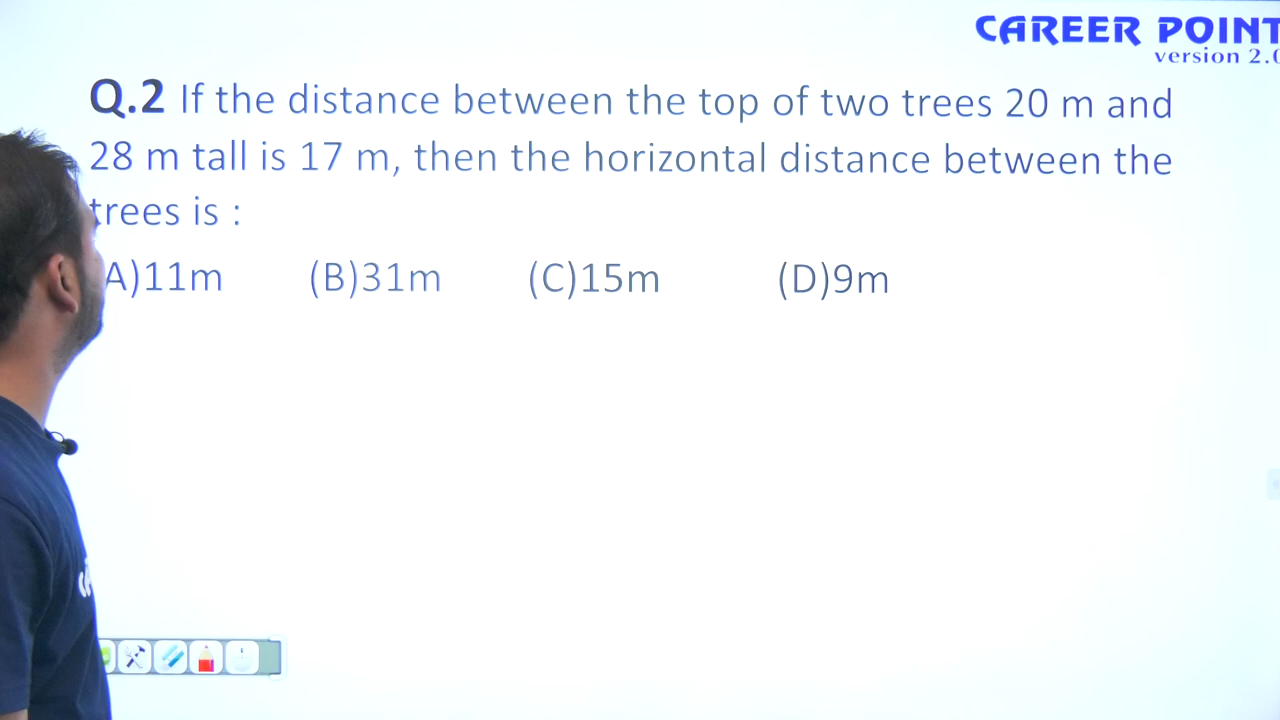 CAREER POINT
version 2.0
Q.2 If the distance between the top of two trees 20 m and
28 m tall is 17 m, then the horizontal distance between the
trees is :
A)11m (B)31m (C)15m (D)9m